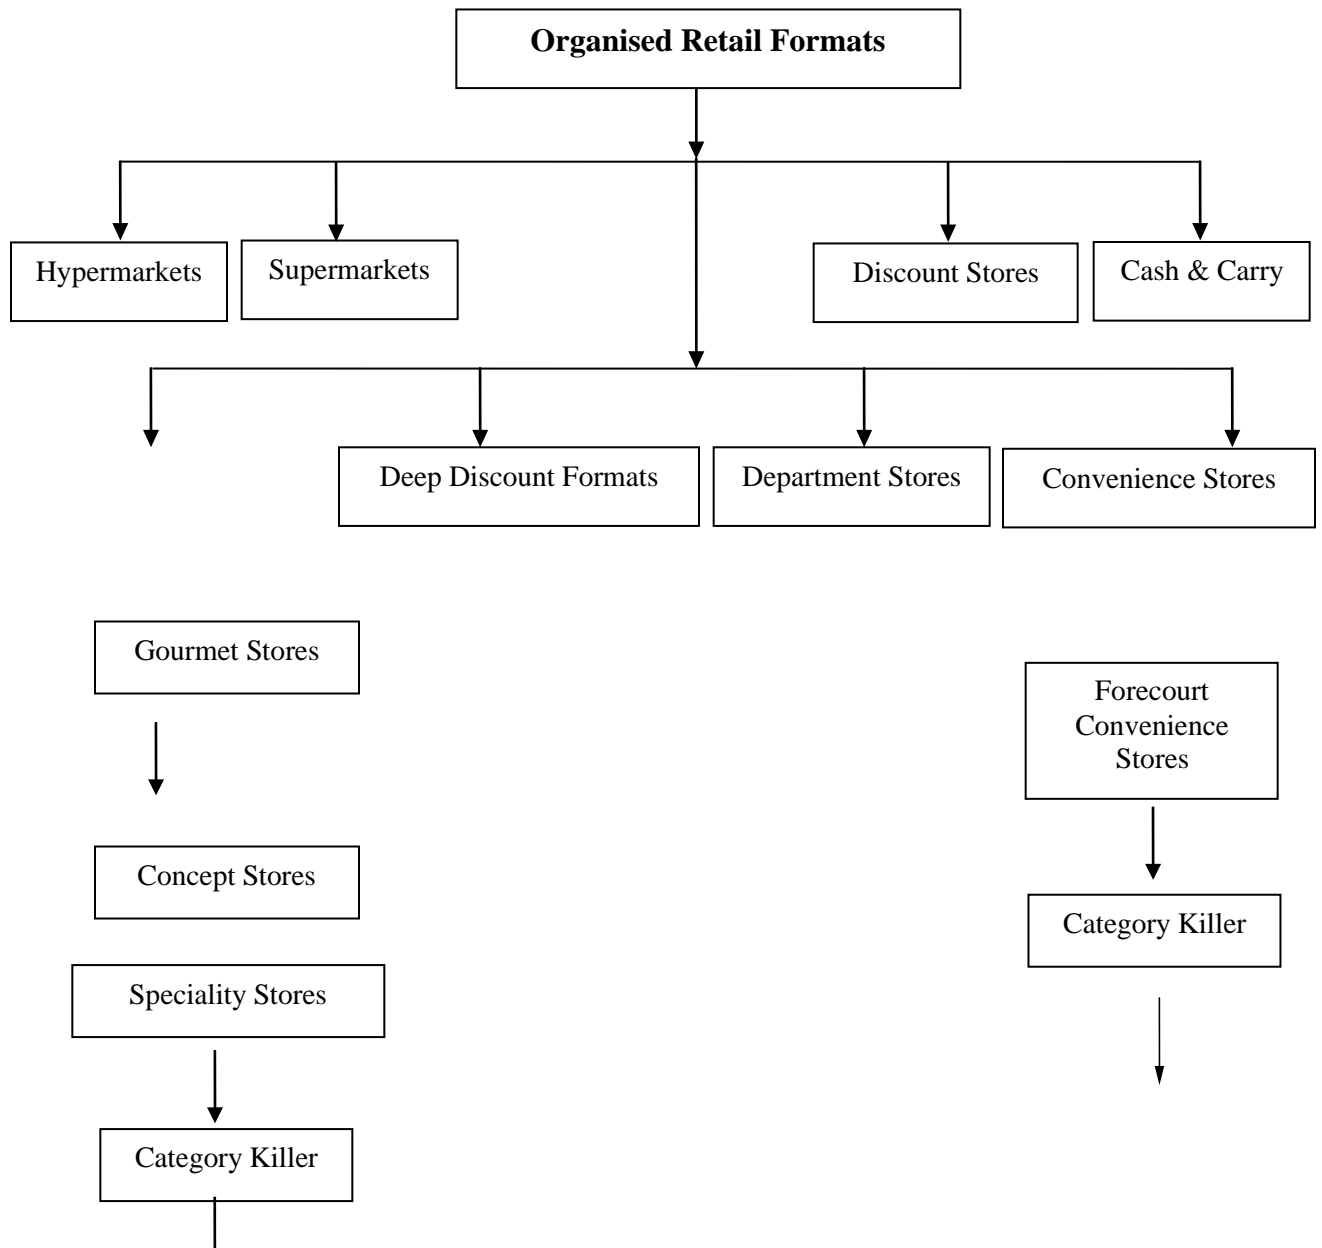 Organised Retail Formats
Hypermarkets
Supermarkets
Discount Stores
Cash & Carry
Deep Discount Formats
Department Stores
Convenience Stores
Gourmet Stores
Forecourt
Convenience
Stores
Concept Stores
Category Killer
Speciality Stores
Category Killer